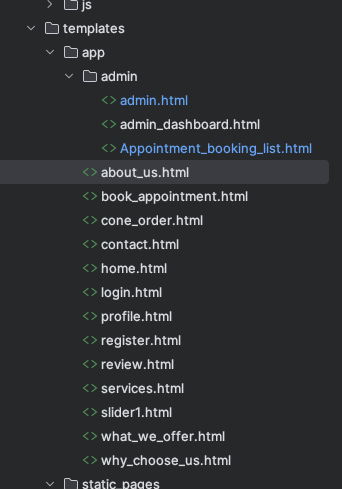 js
templates
app
admin
admin.html
admin_dashboard.html
Appointment_booking_list.html
about_us.html
book_appointment.html
cone_order.html
contact.html
home.html
login.html
profile.html
register.html
review.html
services.html
slider1.html
what_we_offer.html
why_choose_us.html
static_pages